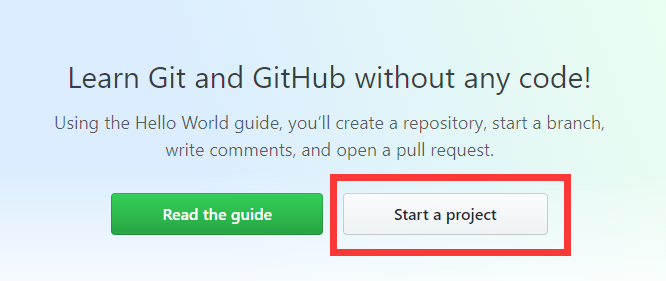 Learn Git and GitHub without any code!
Using the Hello World guide, you’ll create a repository, start a branch,
write comments, and open a pull request.
Read the guide
Start a project